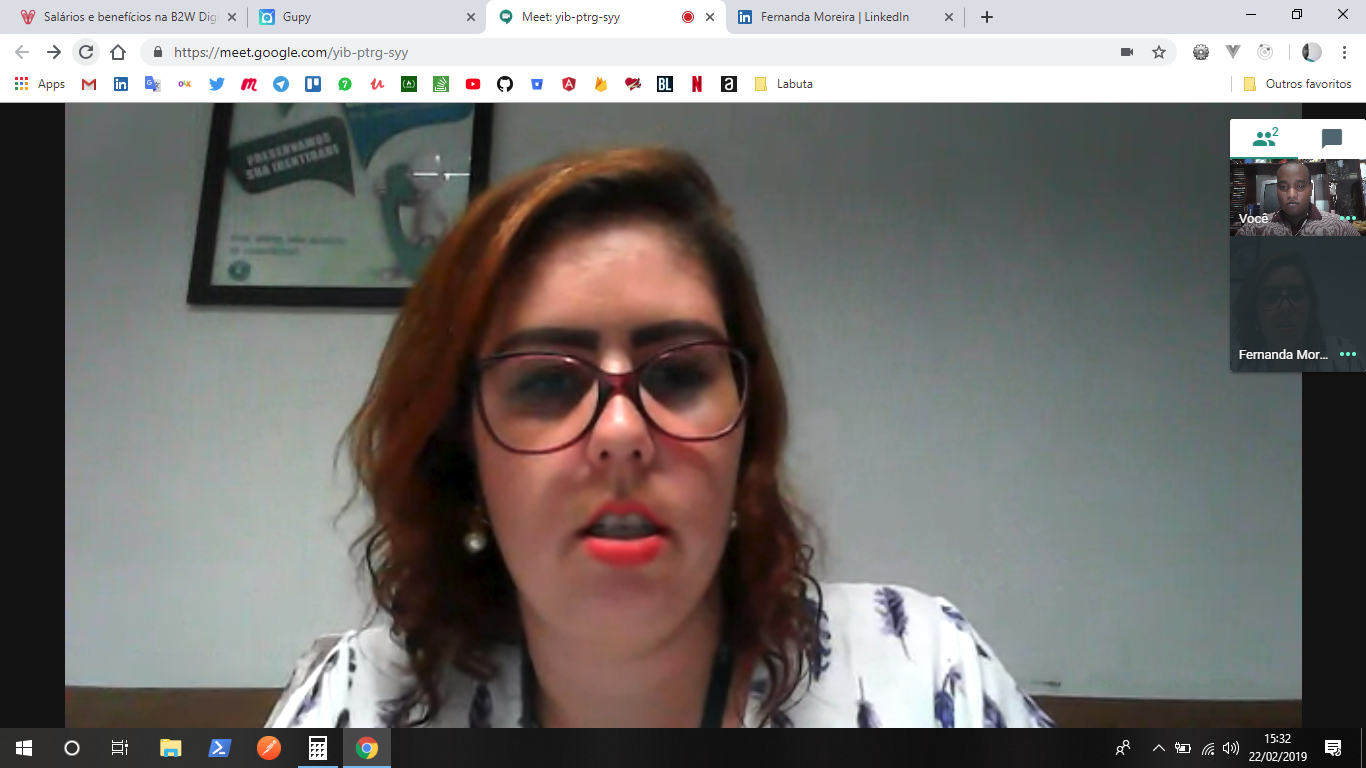 Salários e benefícios na B2W Dig
Gupy
Meet: yib-ptrg-syy
Fernanda Moreira | LinkedIn
https://meet.google.com/yib-ptrg-syy
Apps
BL
N
a
Labuta
Outros favoritos
PRESERVAMOS
SUA IDENTIDADE
2
Você
Fernanda Mor...
15:32
22/02/2019